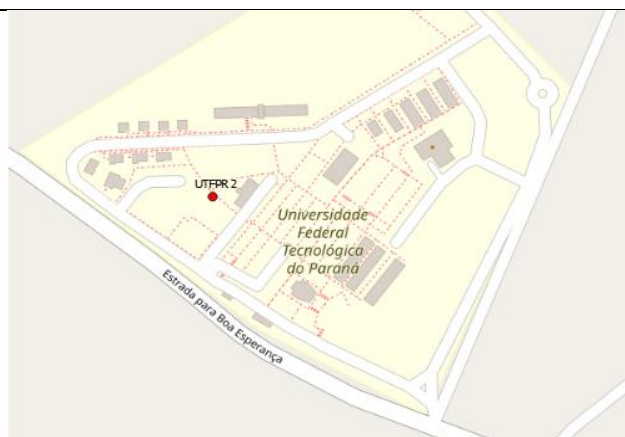 UTFPR 2
Universidade
Federal
Tecnológica
do Paraná
Estrada para Boa Esperança